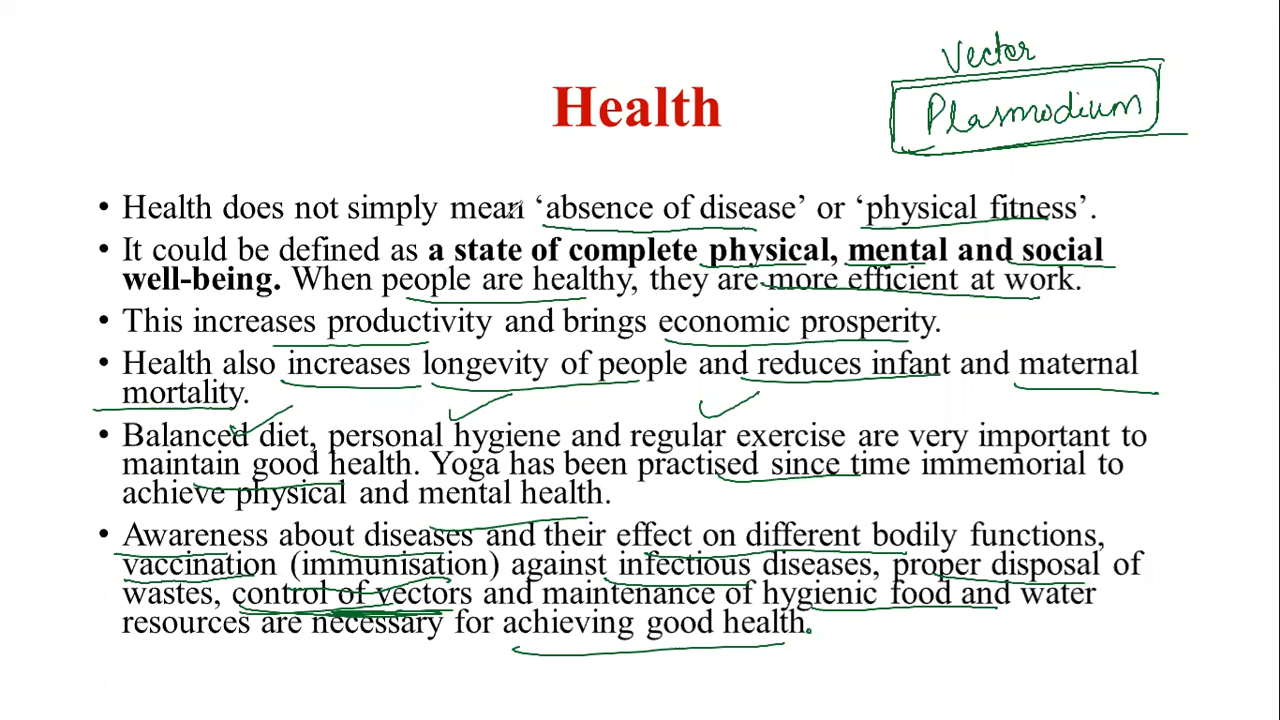 Vector
Plasmodium
Health
• Health does not simply mean ‘absence of disease’ or ‘physical fitness’.
• It could be defined as a state of complete physical, mental and social
well-being. When people are healthy, they are more efficient at work.
• This increases productivity and brings economic prosperity.
• Health also increases longevity of people and reduces infant and maternal
mortality.
• Balanced diet, personal hygiene and regular exercise are very important to
maintain good health. Yoga has been practised since time immemorial to
achieve physical and mental health.
• Awareness about diseases and their effect on different bodily functions,
vaccination (immunisation) against infectious diseases, proper disposal of
wastes, control of vectors and maintenance of hygienic food and water
resources are necessary for achieving good health.